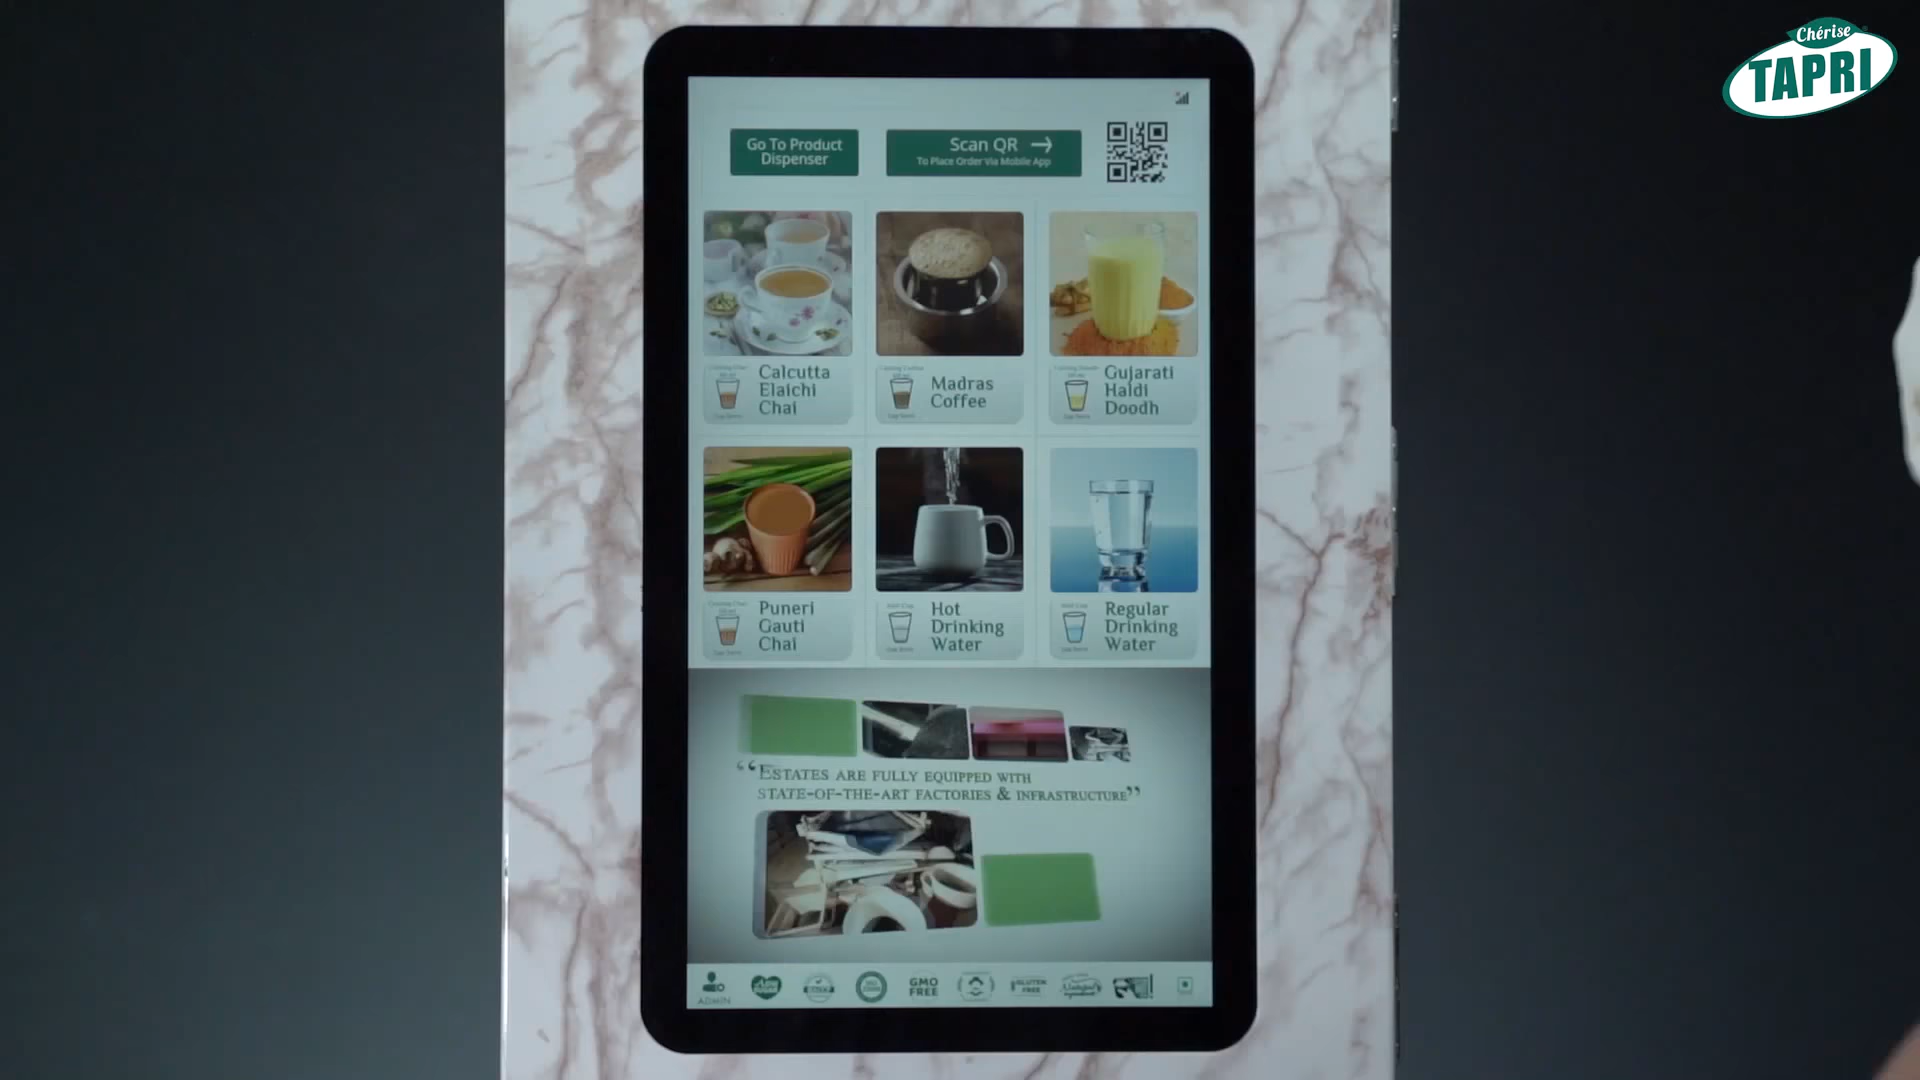 Chérise
TAPRI
Go To Product
Dispenser
Scan QR →
To Place Order Via Mobile App
Calcutta
Elaichi
Chai
Madras
Coffee
Gujarati
Haldi
Doodh
Puneri
Gauti
Chai
Hot
Drinking
Water
Regular
Drinking
Water
“ESTATES ARE FULLY EQUIPPED WITH
STATE-OF-THE-ART FACTORIES & INFRASTRUCTURE”
ADMIN
GMO
FREE
GLUTEN
FREE